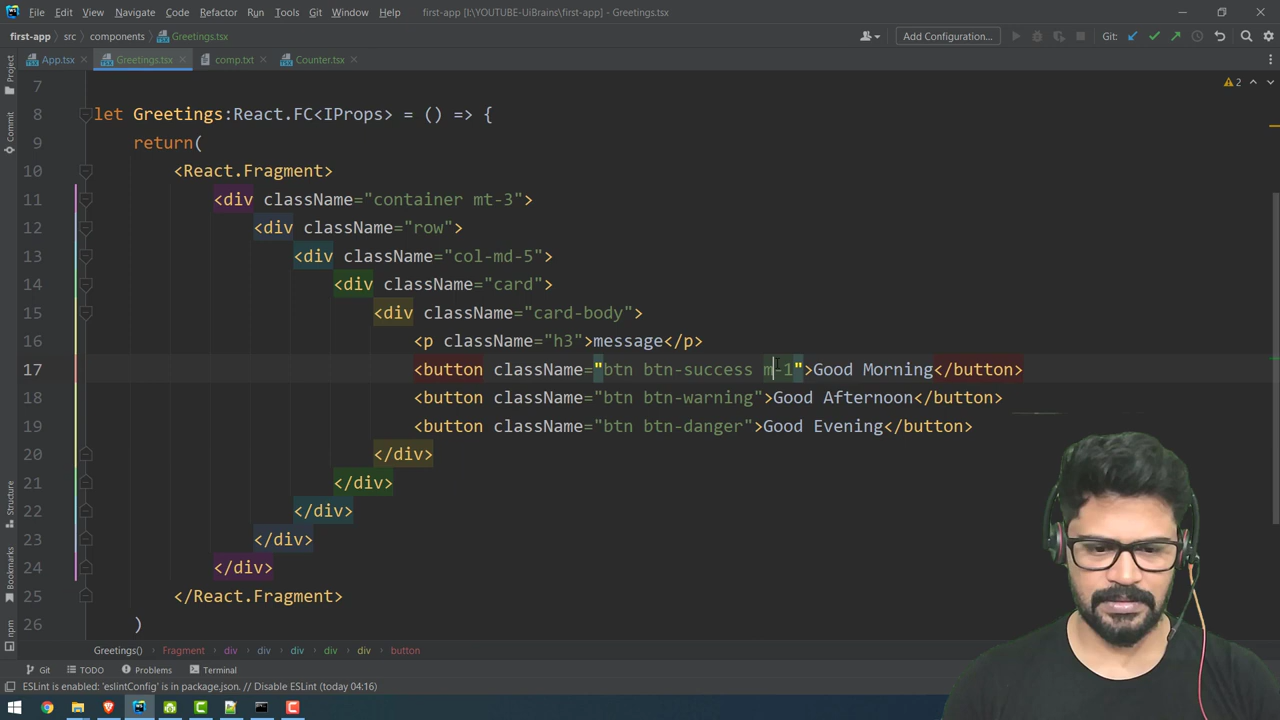 File Edit View Navigate Code Refactor Run Tools Git Window Help first-app [I:\YOUTUBE-UiBrains\first-app] - Greetings.tsx
first-app src components Greetings.tsx Add Configuration... Git:
App.tsx Greetings.tsx comp.txt Counter.tsx
Project
Commit
Structure
Bookmarks
npm
2
7
8 let Greetings:React.FC<IProps> = () => {
9 return(
10 <React.Fragment>
11 <div className="container mt-3">
12 <div className="row">
13 <div className="col-md-5">
14 <div className="card">
15 <div className="card-body">
16 <p className="h3">message</p>
17 <button className="btn btn-success m-1">Good Morning</button>
18 <button className="btn btn-warning">Good Afternoon</button>
19 <button className="btn btn-danger">Good Evening</button>
20 </div>
21 </div>
22 </div>
23 </div>
24 </div>
25 </React.Fragment>
26 )
Greetings() Fragment div div div div div button
Git TODO Problems Terminal
ESLint is enabled: 'eslintConfig' is in package.json. // Disable ESLint (today 04:16)